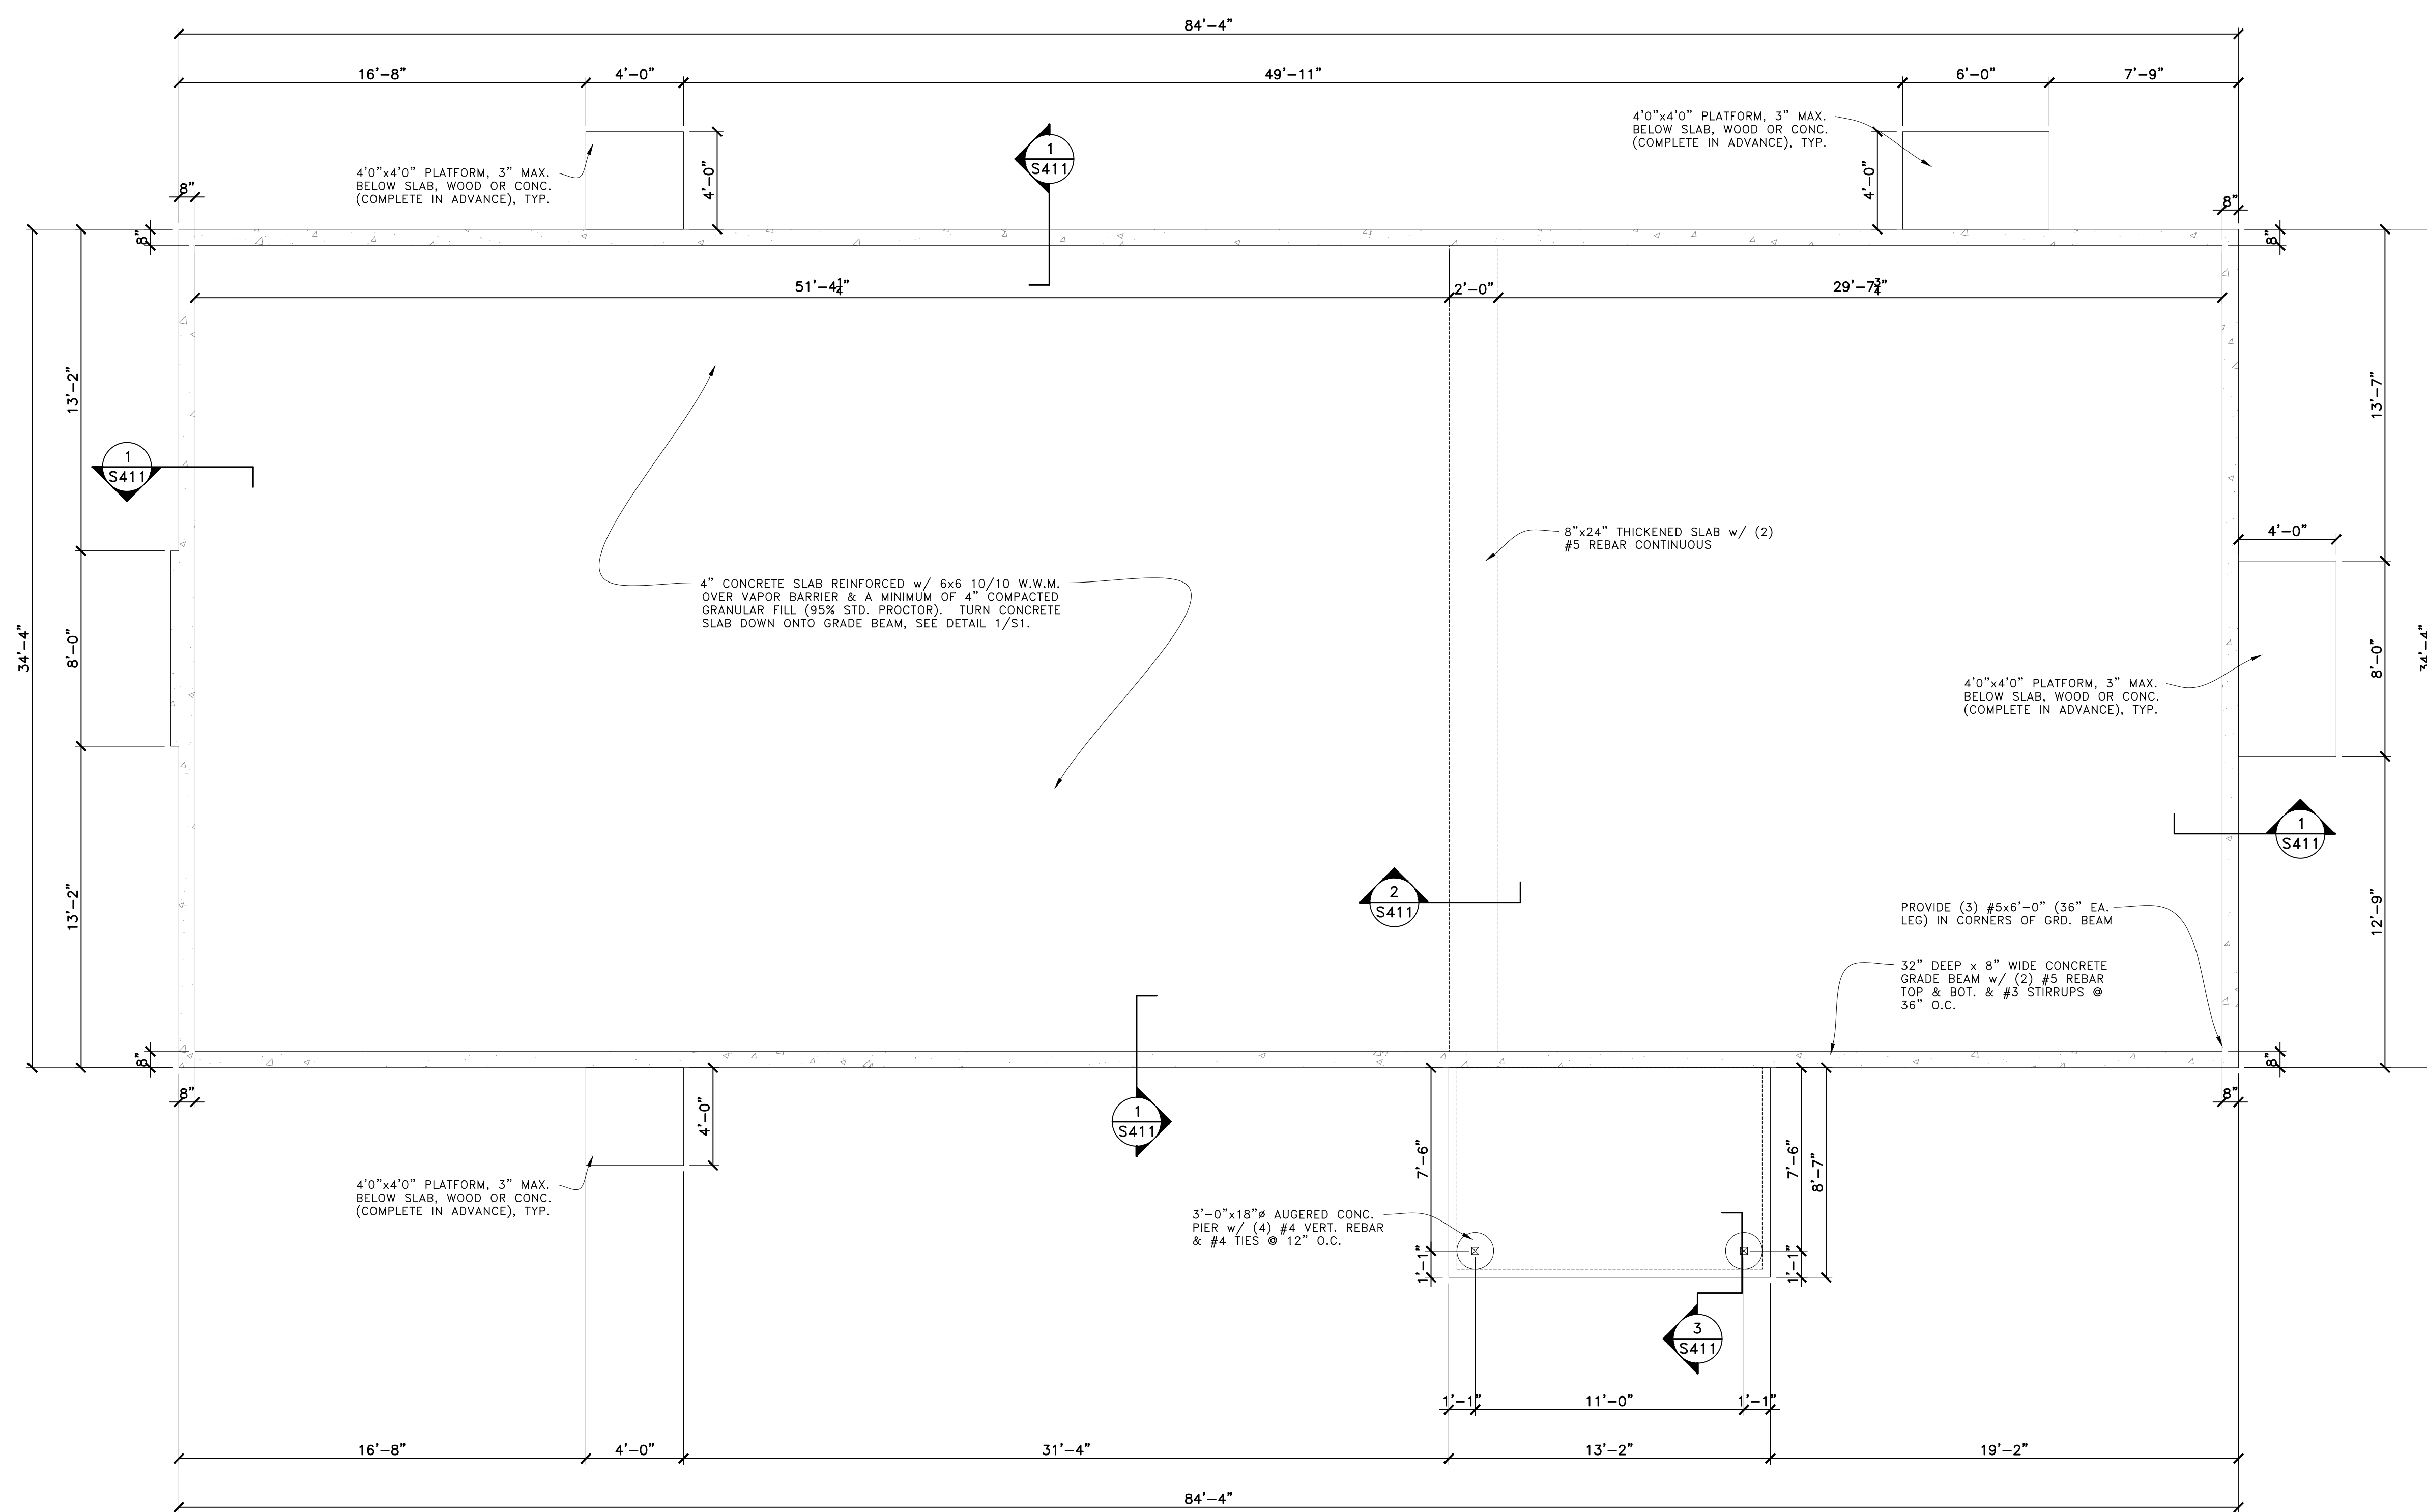 84'-4"
16'-8"
4'-0"
49'-11"
6'-0"
7'-9"
4'0"x4'0" PLATFORM, 3" MAX.
BELOW SLAB, WOOD OR CONC.
(COMPLETE IN ADVANCE), TYP.
4'0"x4'0" PLATFORM, 3" MAX.
BELOW SLAB, WOOD OR CONC.
(COMPLETE IN ADVANCE), TYP.
1
S411
4'-0"
4'-0"
8"
8"
8"
8"
51'-4¼"
2'-0"
29'-7¾"
13'-2"
13'-7"
1
S411
8"x24" THICKENED SLAB w/ (2)
#5 REBAR CONTINUOUS
4'-0"
4" CONCRETE SLAB REINFORCED w/ 6x6 10/10 W.W.M.
OVER VAPOR BARRIER & A MINIMUM OF 4" COMPACTED
GRANULAR FILL (95% STD. PROCTOR). TURN CONCRETE
SLAB DOWN ONTO GRADE BEAM, SEE DETAIL 1/S1.
34'-4"
8'-0"
8'-0"
34'-4"
4'0"x4'0" PLATFORM, 3" MAX.
BELOW SLAB, WOOD OR CONC.
(COMPLETE IN ADVANCE), TYP.
1
S411
2
S411
13'-2"
12'-9"
PROVIDE (3) #5x6'-0" (36" EA.
LEG) IN CORNERS OF GRD. BEAM
32" DEEP x 8" WIDE CONCRETE
GRADE BEAM w/ (2) #5 REBAR
TOP & BOT. & #3 STIRRUPS @
36" O.C.
8"
8"
8"
8"
1
S411
4'-0"
7'-6"
7'-6"
8'-7"
4'0"x4'0" PLATFORM, 3" MAX.
BELOW SLAB, WOOD OR CONC.
(COMPLETE IN ADVANCE), TYP.
3'-0"x18"ø AUGERED CONC.
PIER w/ (4) #4 VERT. REBAR
& #4 TIES @ 12" O.C.
1'-1"
1'-1"
3
S411
1'-1"
11'-0"
1'-1"
16'-8"
4'-0"
31'-4"
13'-2"
19'-2"
84'-4"